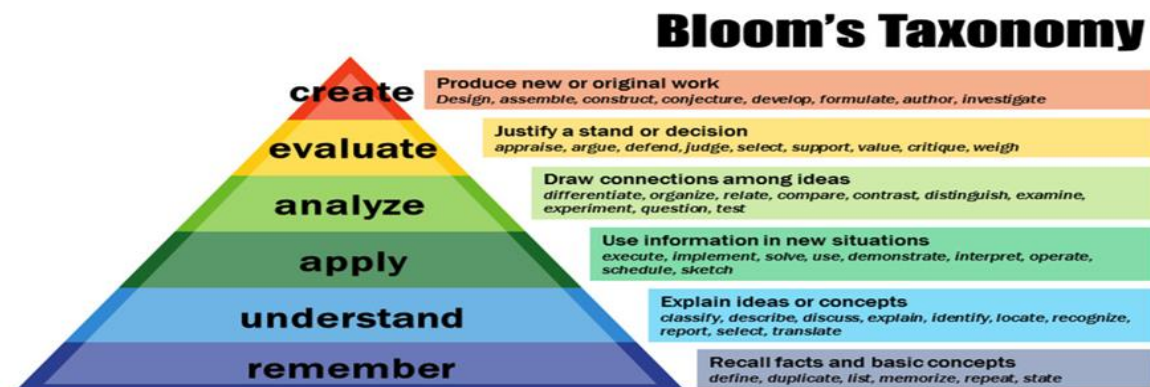 Bloom's Taxonomy
create
Produce new or original work
Design, assemble, construct, conjecture, develop, formulate, author, investigate
evaluate
Justify a stand or decision
appraise, argue, defend, judge, select, support, value, critique, weigh
analyze
Draw connections among ideas
differentiate, organize, relate, compare, contrast, distinguish, examine,
experiment, question, test
apply
Use information in new situations
execute, implement, solve, use, demonstrate, interpret, operate,
schedule, sketch
understand
Explain ideas or concepts
classify, describe, discuss, explain, identify, locate, recognize,
report, select, translate
remember
Recall facts and basic concepts
define, duplicate, list, memorize, repeat, state